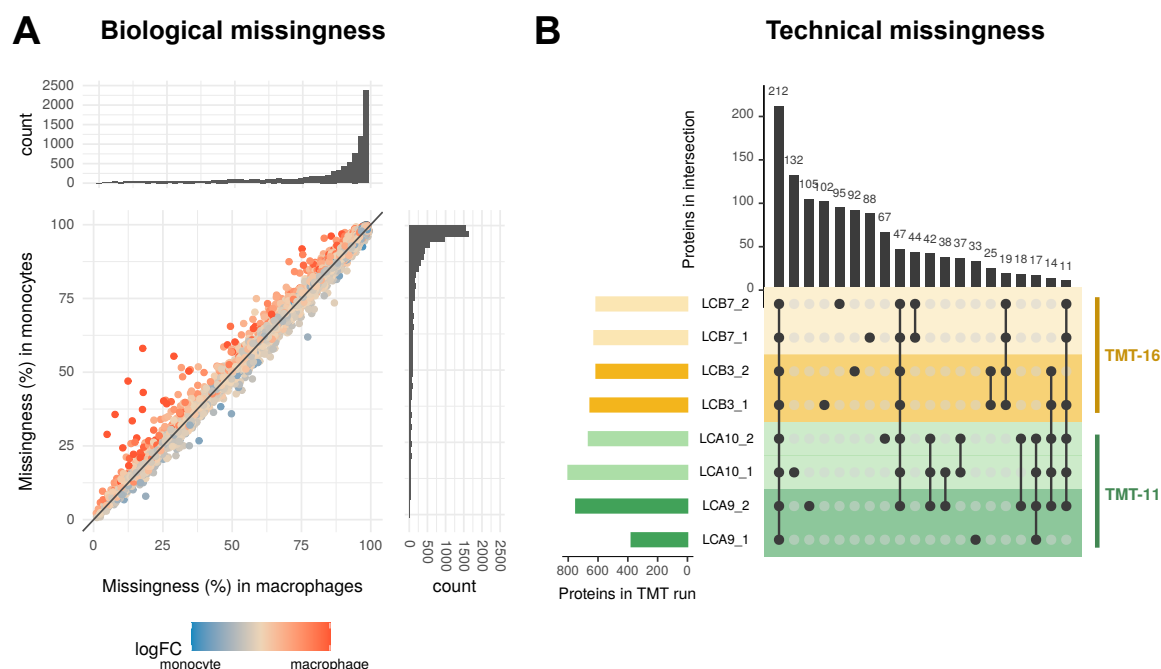 A Biological missingness
2500
2000
1500
1000
500
0
count
100
75
50
25
0
Missingness (%) in monocytes
0 25 50 75 100
Missingness (%) in macrophages
0 500 1000 1500 2000 2500
count
logFC
monocyte macrophage
B Technical missingness
Proteins in intersection
200
150
100
50
0
212 132 105 102 95 92 88 67 47 44 42 38 37 33 25 19 18 17 14 11
LCB7_2
LCB7_1
LCB3_2
LCB3_1
LCA10_2
LCA10_1
LCA9_2
LCA9_1
TMT-16
TMT-11
800 600 400 200 0
Proteins in TMT run